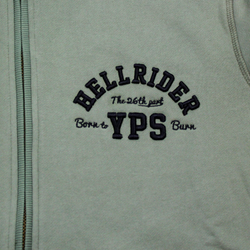 HELLRIDER
The 26th part
Born to YPS Burn